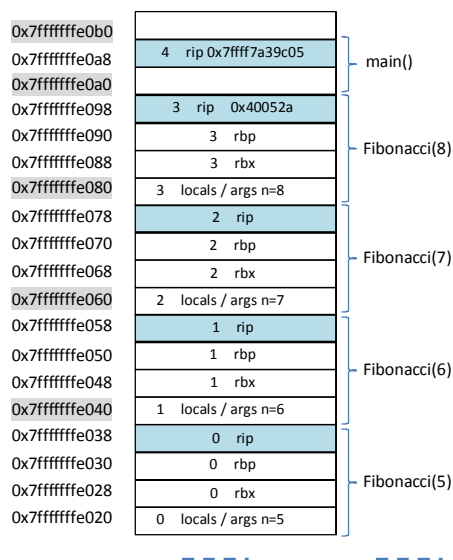 0x7fffffffe0b0
0x7fffffffe0a8 4 rip 0x7ffff7a39c05
main()
0x7fffffffe0a0
0x7fffffffe098 3 rip 0x40052a
0x7fffffffe090 3 rbp
Fibonacci(8)
0x7fffffffe088 3 rbx
0x7fffffffe080 3 locals / args n=8
0x7fffffffe078 2 rip
0x7fffffffe070 2 rbp
Fibonacci(7)
0x7fffffffe068 2 rbx
0x7fffffffe060 2 locals / args n=7
0x7fffffffe058 1 rip
0x7fffffffe050 1 rbp
Fibonacci(6)
0x7fffffffe048 1 rbx
0x7fffffffe040 1 locals / args n=6
0x7fffffffe038 0 rip
0x7fffffffe030 0 rbp
Fibonacci(5)
0x7fffffffe028 0 rbx
0x7fffffffe020 0 locals / args n=5